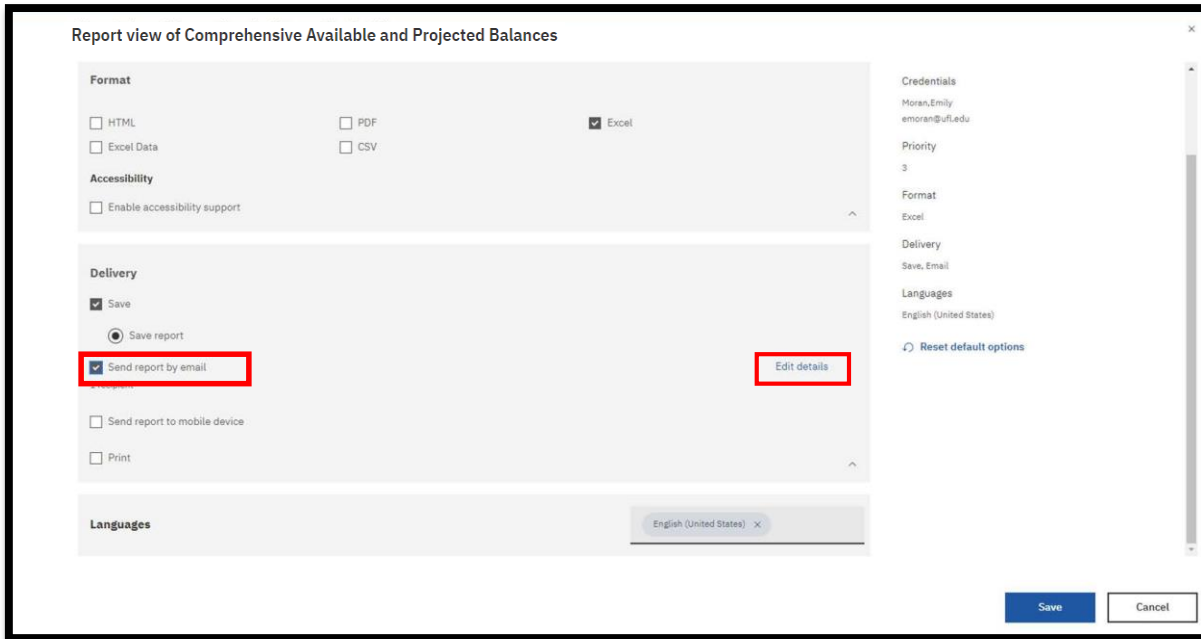 Report view of Comprehensive Available and Projected Balances
Format
HTML
PDF
Excel
Excel Data
CSV
Accessibility
Enable accessibility support
Delivery
Save
Save report
Send report by email
Edit details
Send report to mobile device
Print
Languages
English (United States)
Credentials
Moran,Emily
emoran@ufl.edu
Priority
3
Format
Excel
Delivery
Save, Email
Languages
English (United States)
Reset default options
Save
Cancel